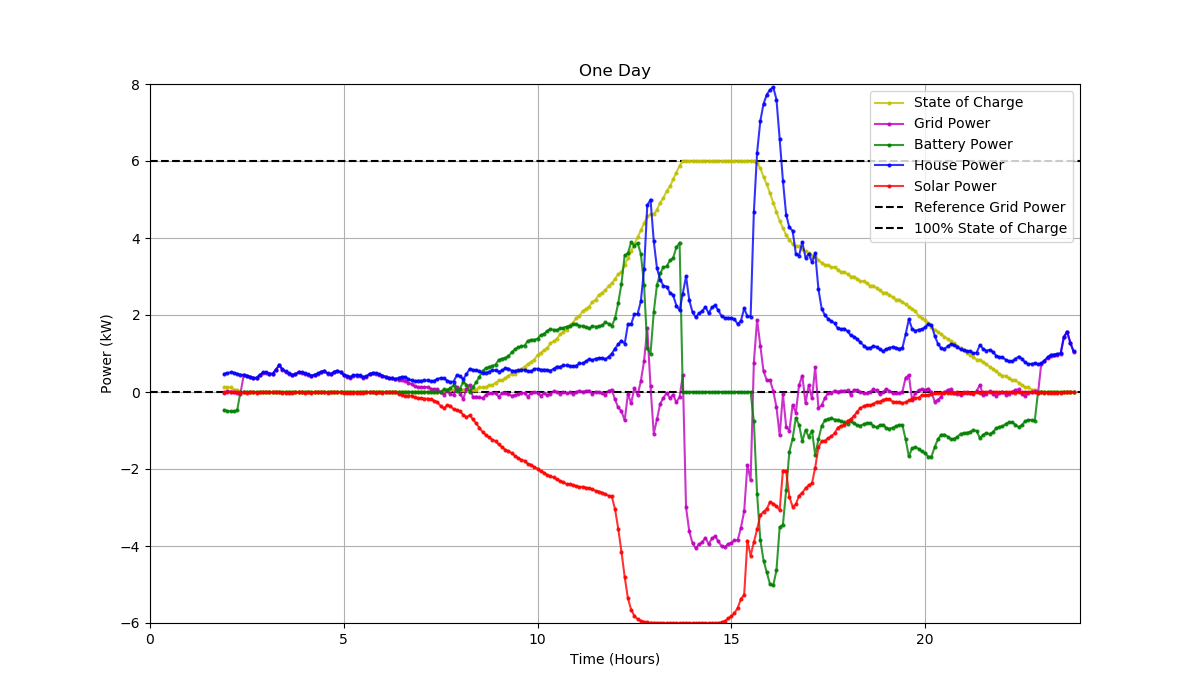 One Day
8
6
4
2
0
−2
−4
−6
Power (kW)
0
5
10
15
20
Time (Hours)
State of Charge
Grid Power
Battery Power
House Power
Solar Power
Reference Grid Power
100% State of Charge